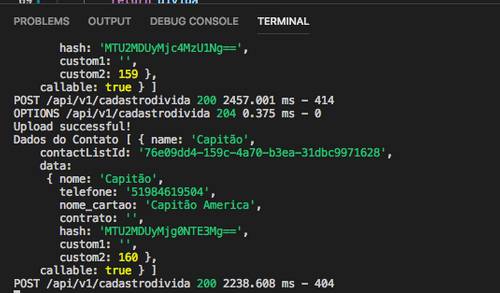 return divida
PROBLEMS OUTPUT DEBUG CONSOLE TERMINAL
hash: 'MTU2MDUyMjc4MzU1Ng==',
custom1: '',
custom2: 159 },
callable: true } ]
POST /api/v1/cadastrodivida 200 2457.001 ms - 414
OPTIONS /api/v1/cadastrodivida 204 0.375 ms - 0
Upload successful!
Dados do Contato [ { name: 'Capitão',
contactListId: '76e09dd4-159c-4a70-b3ea-31dbc9971628',
data:
{ nome: 'Capitão',
telefone: '51984619504',
nome_cartao: 'Capitão America',
contrato: '',
hash: 'MTU2MDUyMjg0NTE3Mg==',
custom1: '',
custom2: 160 },
callable: true } ]
POST /api/v1/cadastrodivida 200 2238.608 ms - 404